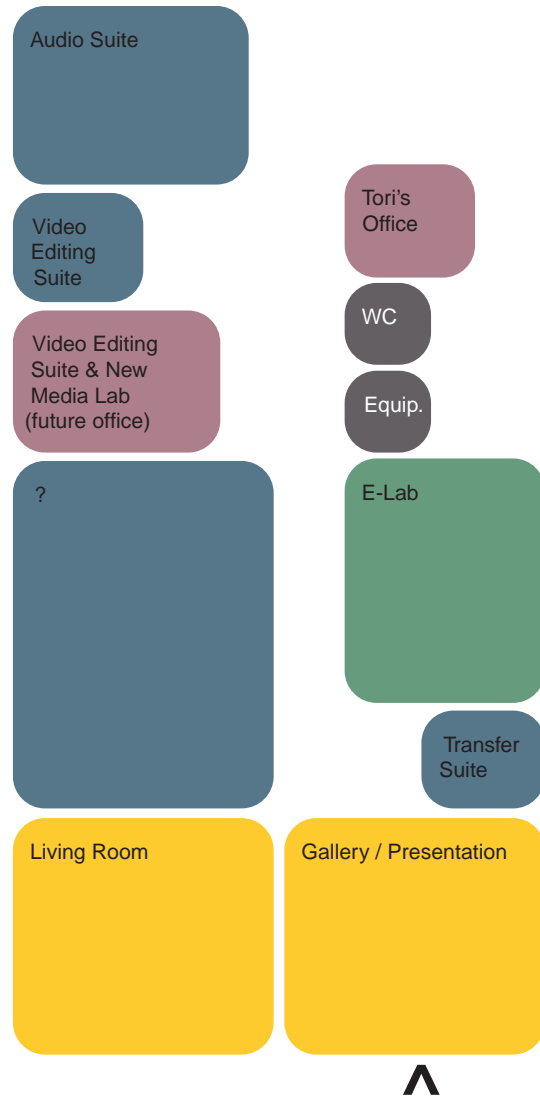 Audio Suite
Video
Editing
Suite
Tori's
Office
WC
Video Editing
Suite & New
Media Lab
(future office)
Equip.
?
E-Lab
Transfer
Suite
Living Room
Gallery / Presentation